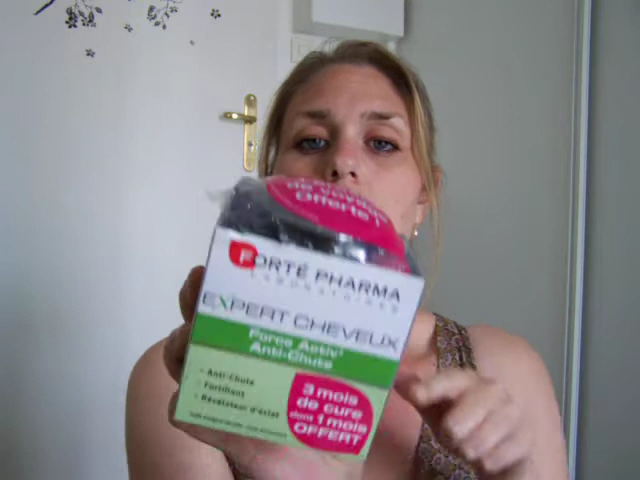 Offerte !
FORTÉ PHARMA
LABORATOIRES
EXPERT CHEVEUX
Force Activ'
Anti-Chute
Anti-Chute
Fortifiant
Révélateur d'éclat
3 mois
de cure
dont 1 mois
OFFERT